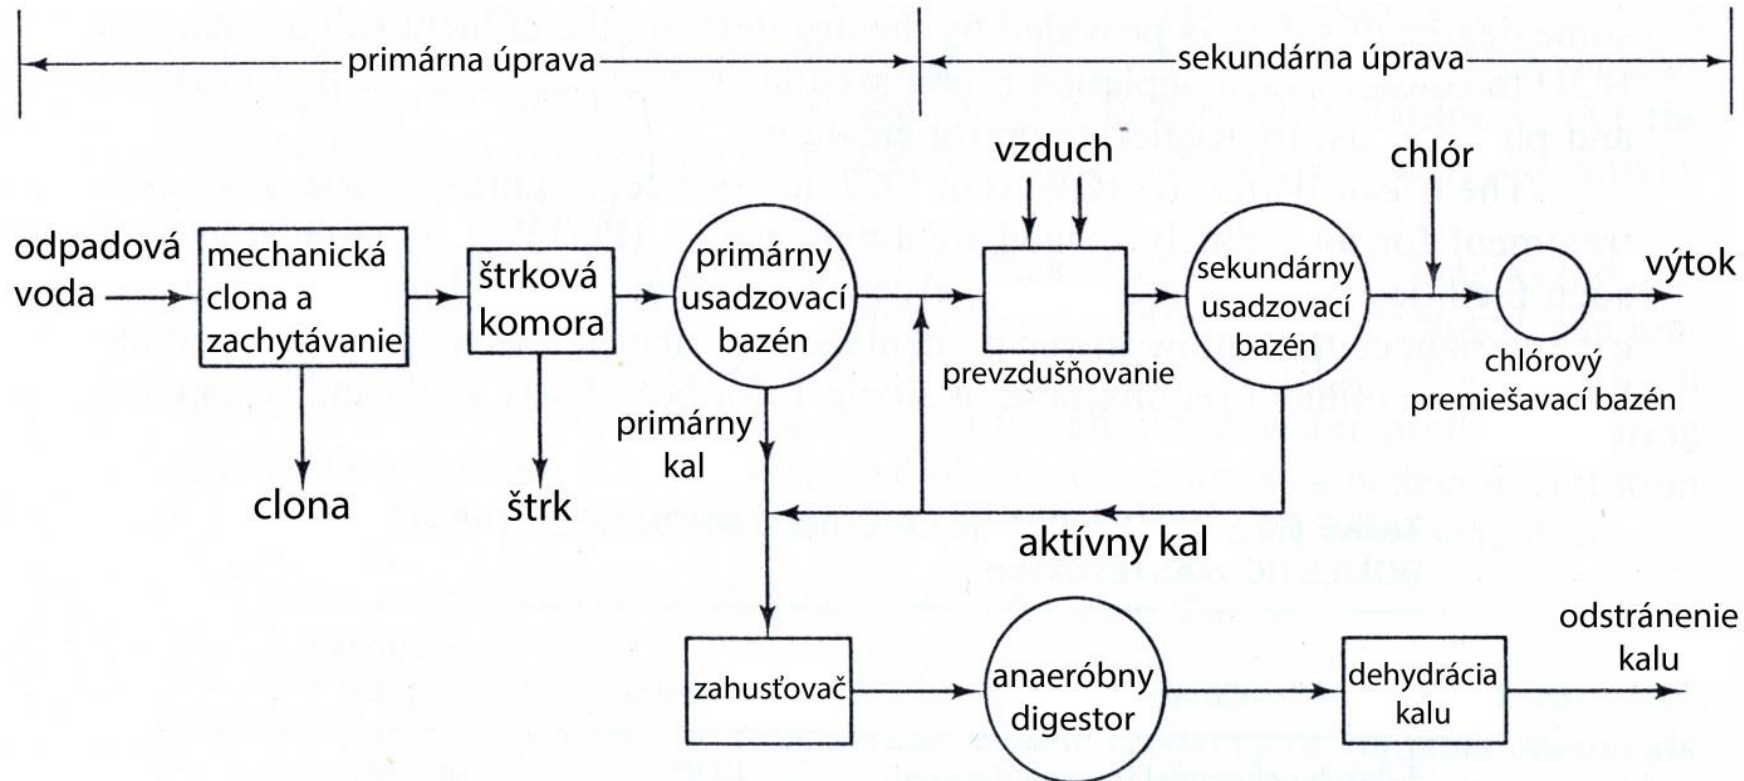 primárna úprava
sekundárna úprava
vzduch
chlór
odpadová
voda
mechanická
clona a
zachytávanie
štrková
komora
primárny
usadzovací
bazén
prevzdušňovanie
sekundárny
usadzovací
bazén
výtok
chlórový
premiešavací bazén
primárny
kal
clona
štrk
aktívny kal
zahusťovač
anaeróbny
digestor
dehydrácia
kalu
odstránenie
kalu